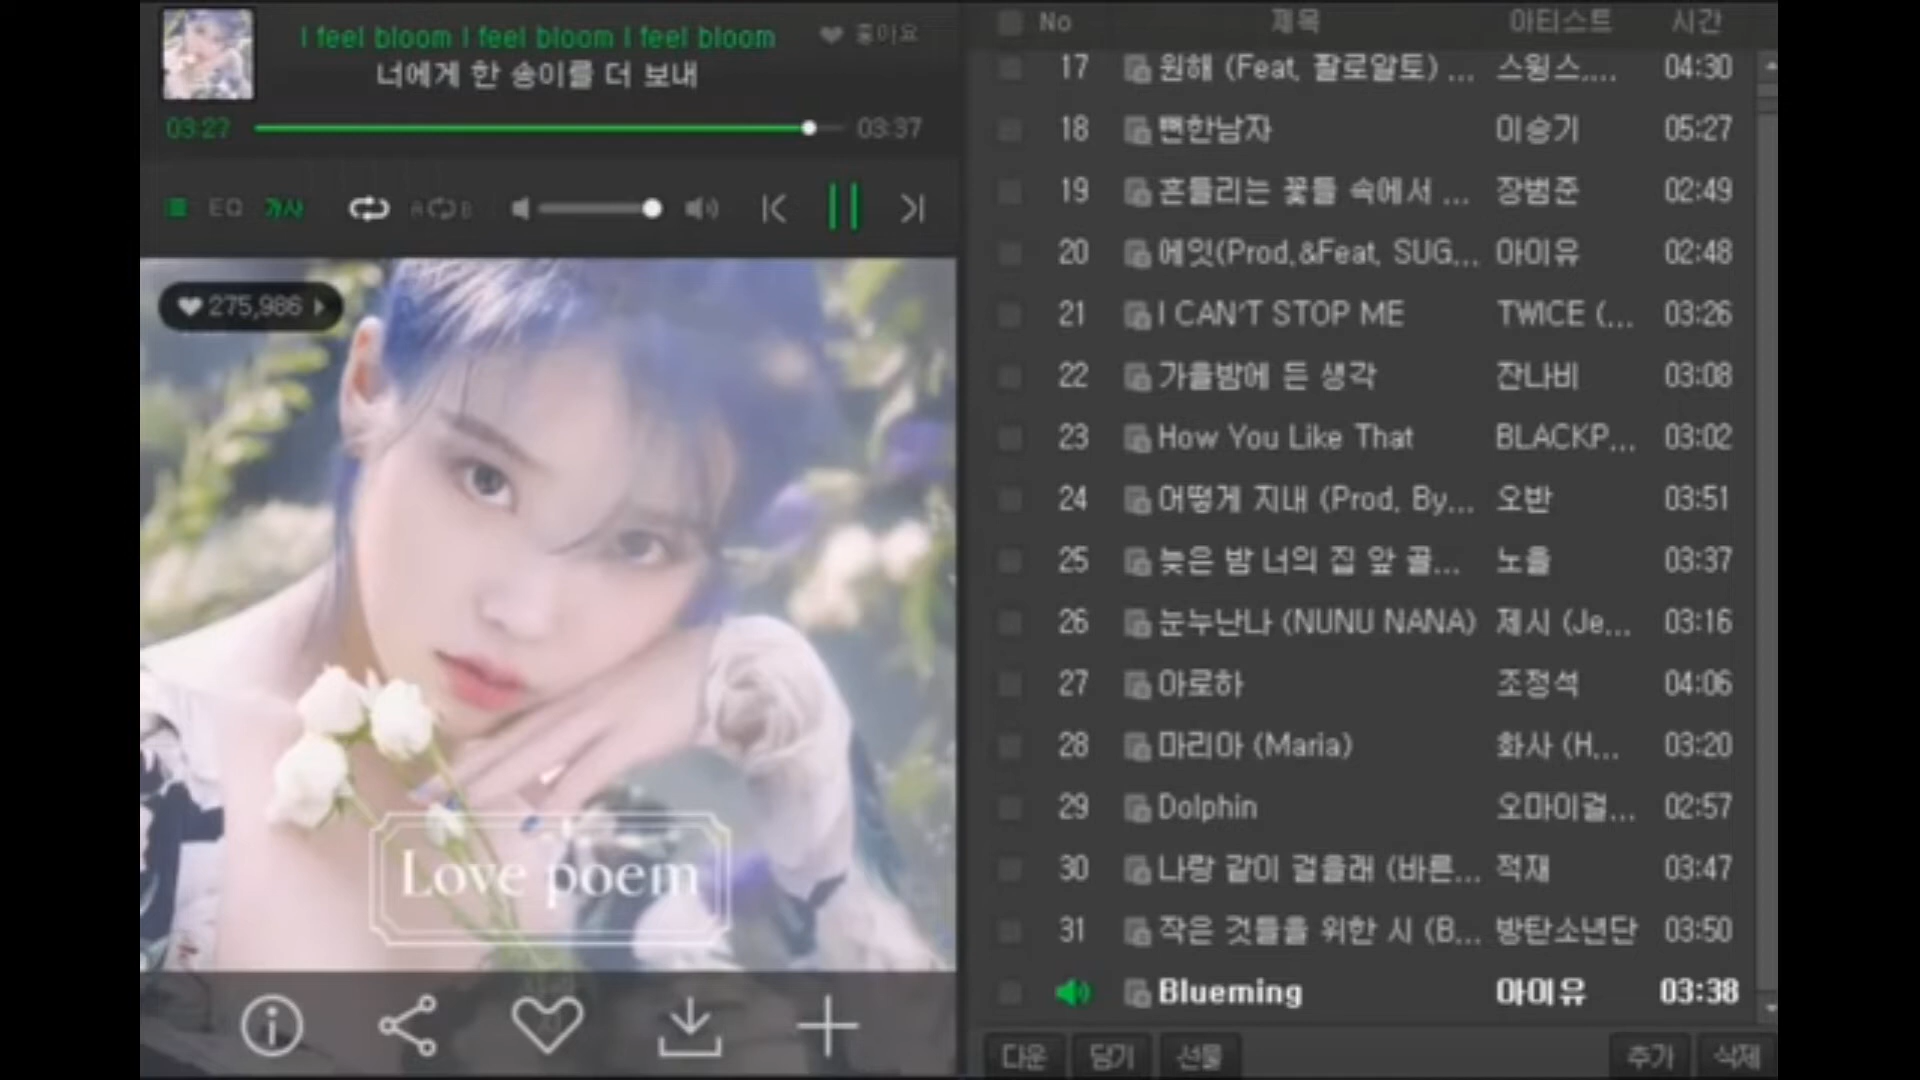 I feel bloom I feel bloom I feel bloom
좋아요
너에게 한 송이를 더 보내
03:27
03:37
EQ 가사
A B
275,986
Love poem
No 제목 아티스트 시간
17 원해 (Feat. 팔로알토) ... 스윙스,... 04:30
18 뻔한남자 이승기 05:27
19 흔들리는 꽃들 속에서 ... 장범준 02:49
20 에잇(Prod.&Feat. SUG... 아이유 02:48
21 I CAN'T STOP ME TWICE (... 03:26
22 가을밤에 든 생각 잔나비 03:08
23 How You Like That BLACKP... 03:02
24 어떻게 지내 (Prod. By... 오반 03:51
25 늦은 밤 너의 집 앞 골... 노을 03:37
26 눈누난나 (NUNU NANA) 제시 (Je... 03:16
27 아로하 조정석 04:06
28 마리아 (Maria) 화사 (H... 03:20
29 Dolphin 오마이걸... 02:57
30 나랑 같이 걸을래 (바른... 적재 03:47
31 작은 것들을 위한 시 (B... 방탄소년단 03:50
Blueming 아이유 03:38
다운 담기 선물 추가 삭제